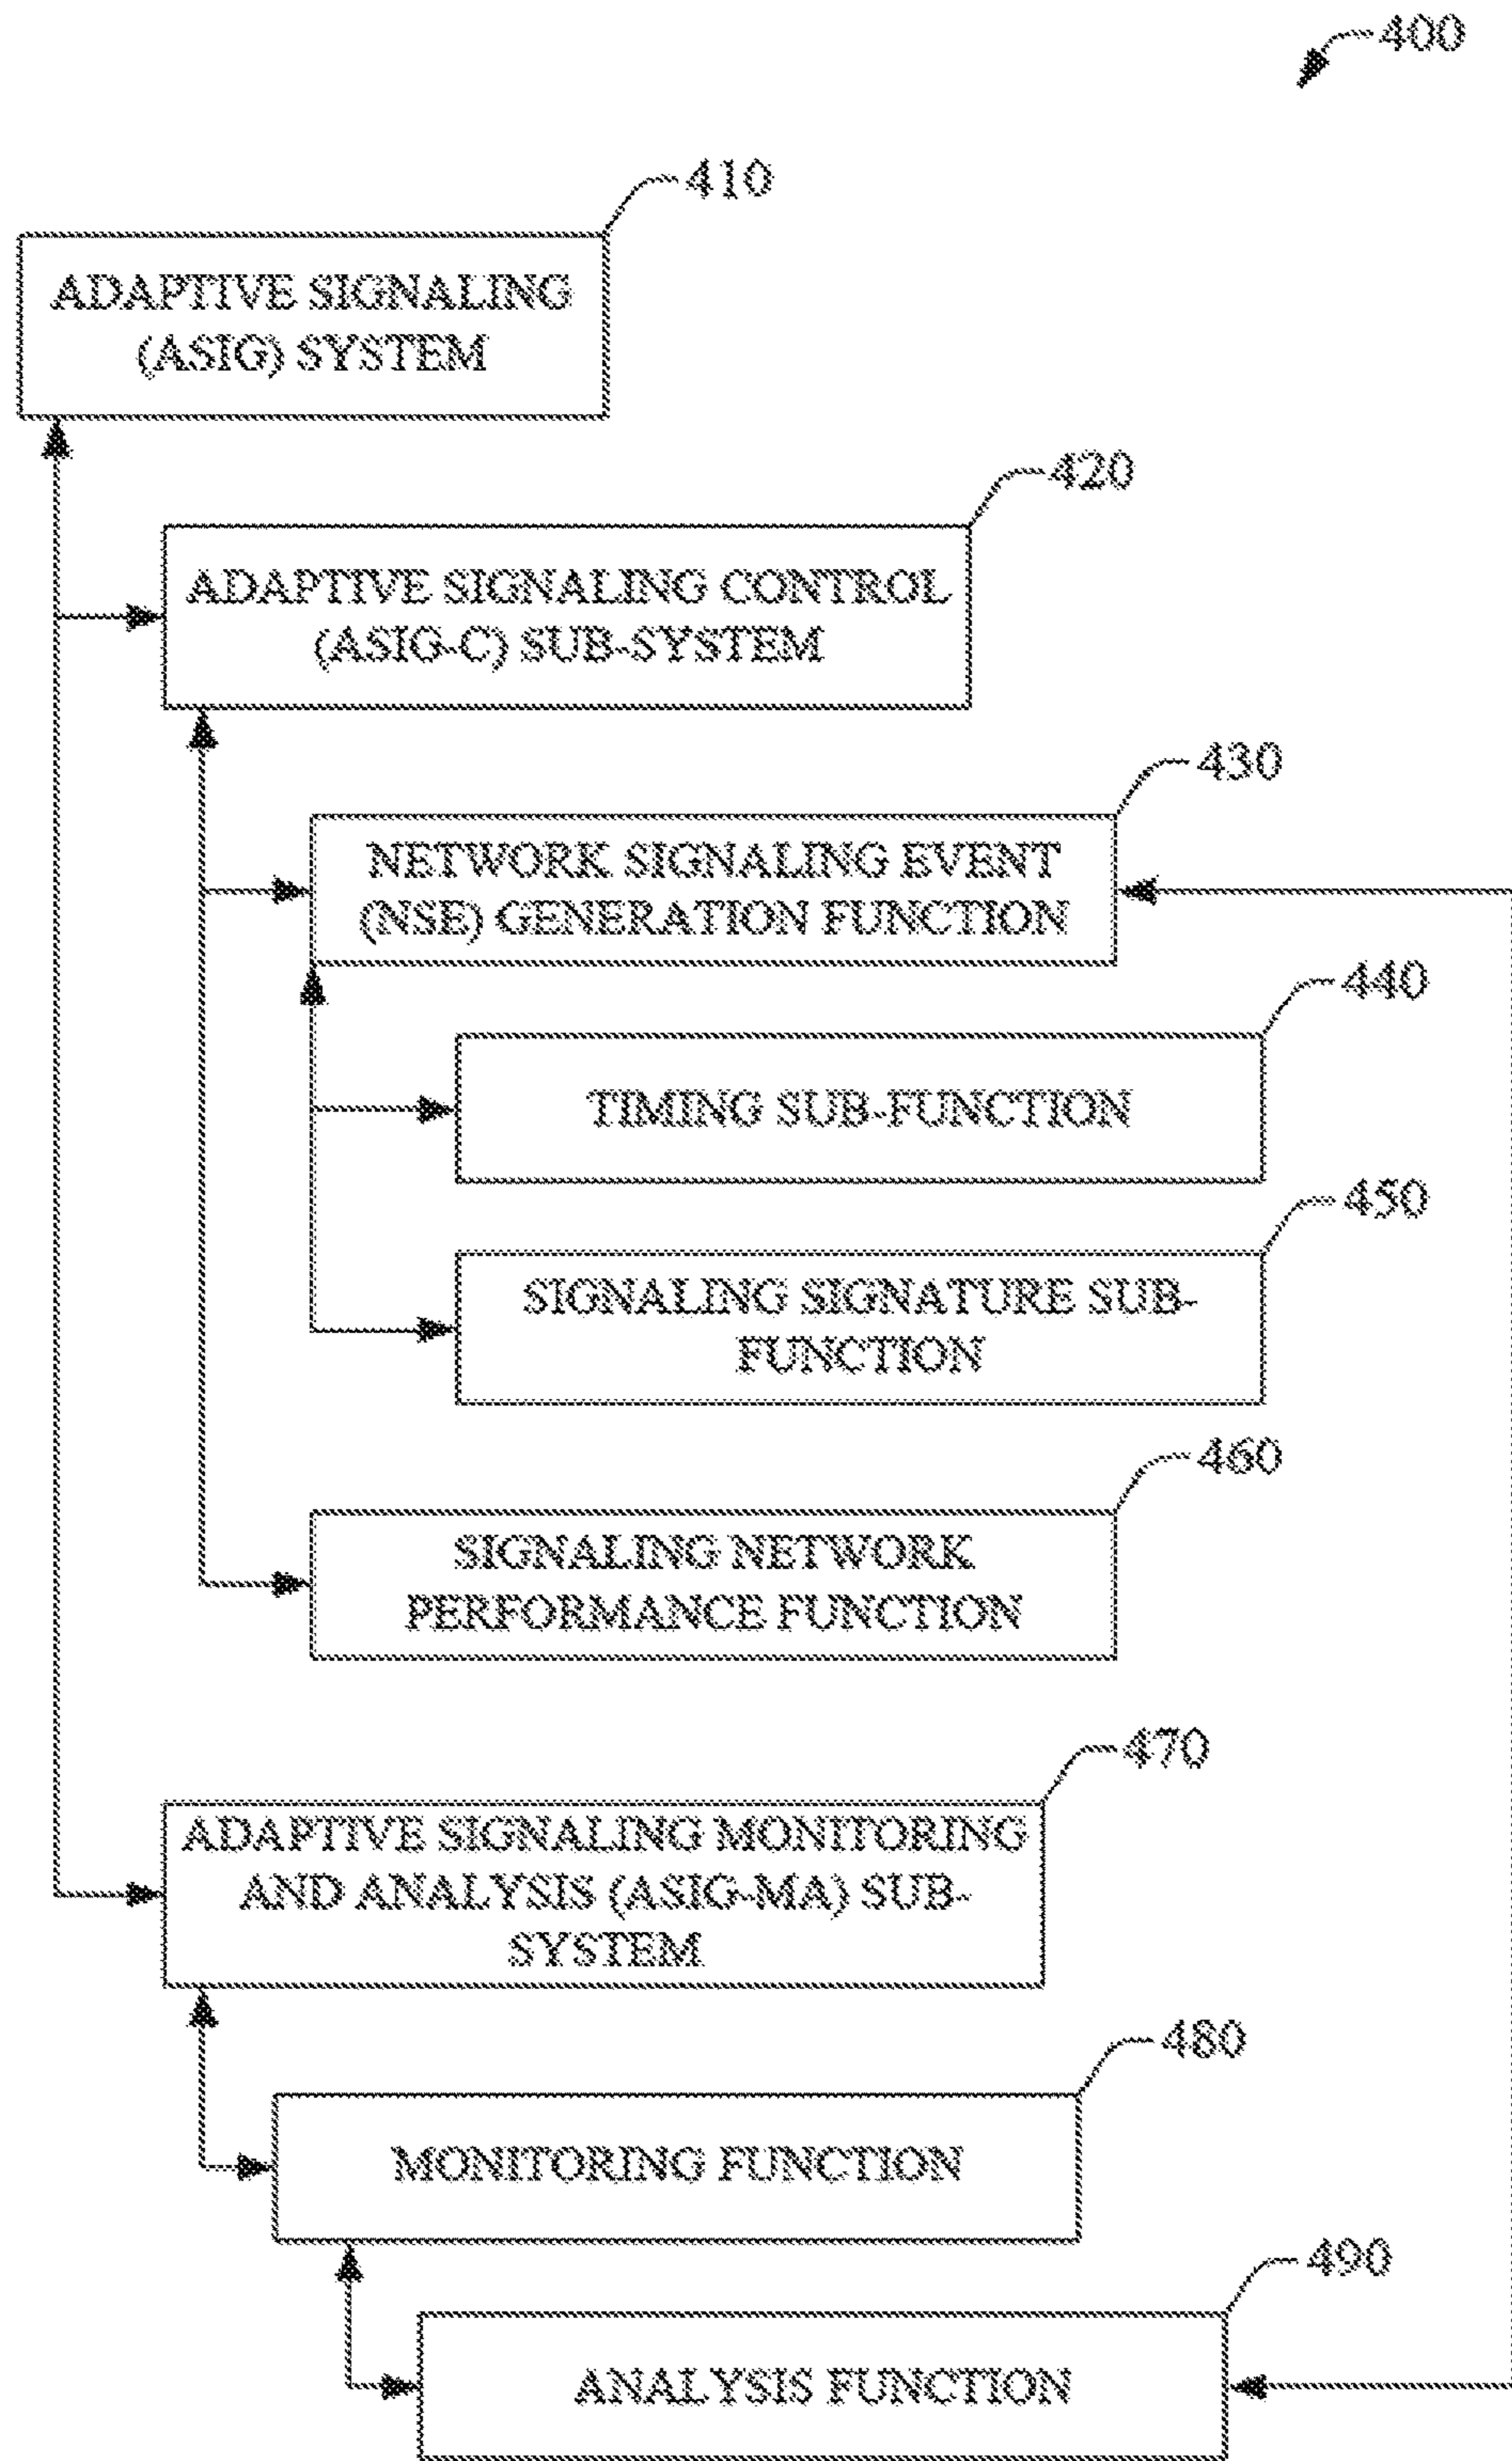 400
410
ADAPTIVE SIGNALING
(ASIG) SYSTEM
420
ADAPTIVE SIGNALING CONTROL
(ASIG-C) SUB-SYSTEM
430
NETWORK SIGNALING EVENT
(NSE) GENERATION FUNCTION
440
TIMING SUB-FUNCTION
450
SIGNALING SIGNATURE SUB-
FUNCTION
460
SIGNALING NETWORK
PERFORMANCE FUNCTION
470
ADAPTIVE SIGNALING MONITORING
AND ANALYSIS (ASIG-MA) SUB-
SYSTEM
480
MONITORING FUNCTION
490
ANALYSIS FUNCTION